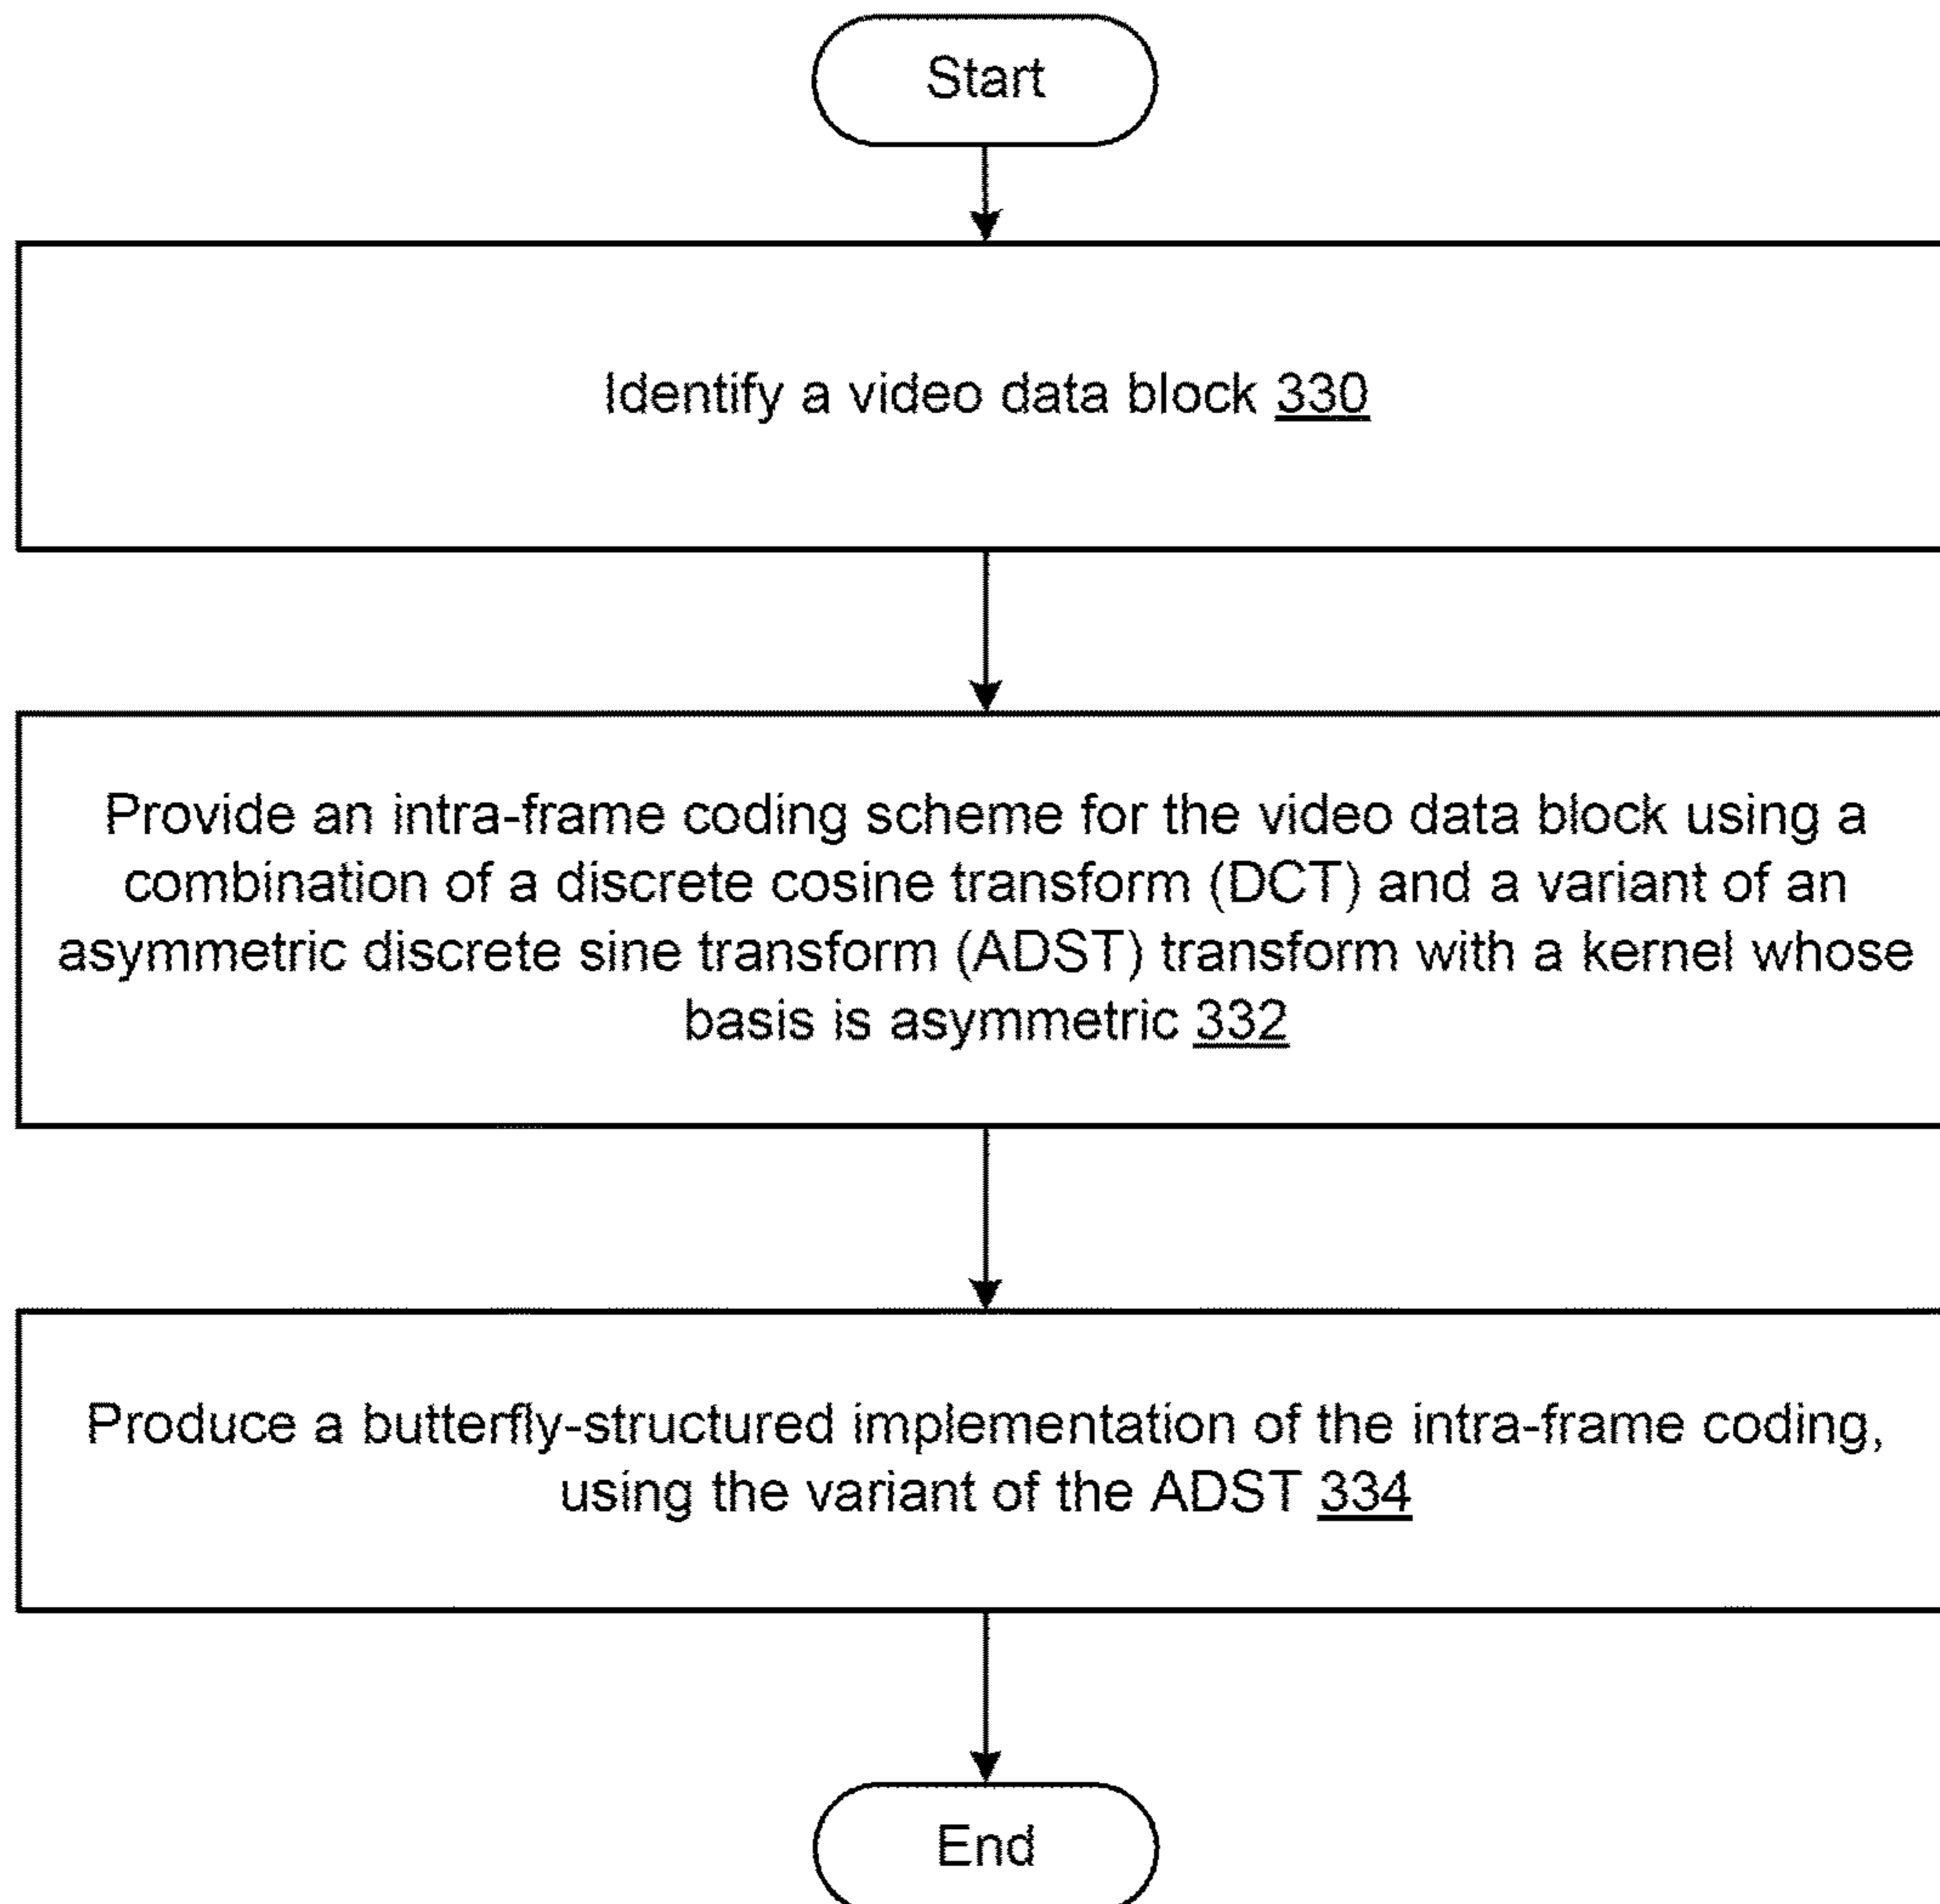 Start
Identify a video data block 330
Provide an intra-frame coding scheme for the video data block using a
combination of a discrete cosine transform (DCT) and a variant of an
asymmetric discrete sine transform (ADST) transform with a kernel whose
basis is asymmetric 332
Produce a butterfly-structured implementation of the intra-frame coding,
using the variant of the ADST 334
End